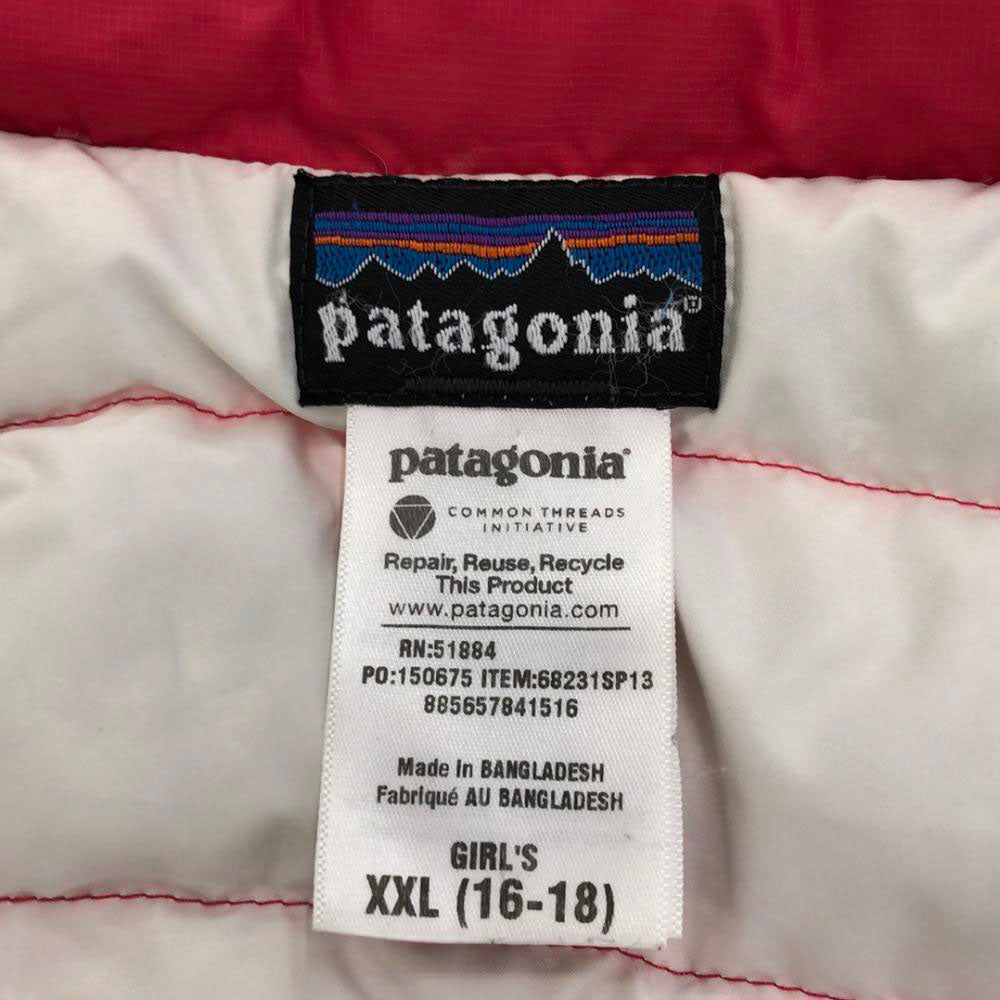 patagonia®
patagonia®
COMMON THREADS
INITIATIVE
Repair, Reuse, Recycle
This Product
www.patagonia.com
RN:51884
PO:150675 ITEM:68231SP13
885657841516
Made in BANGLADESH
Fabriqué AU BANGLADESH
GIRL'S
XXL (16-18)